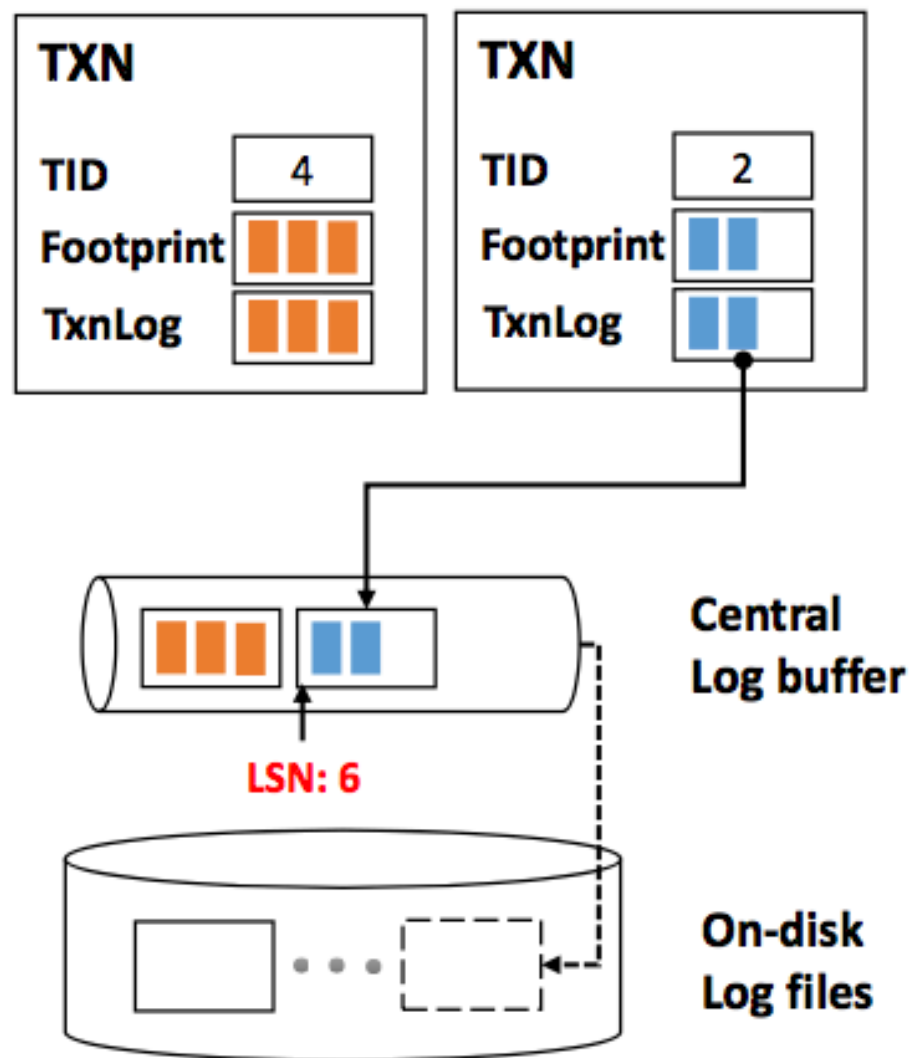 TXN
TID
4
Footprint
TxnLog
TXN
TID
2
Footprint
TxnLog
Central
Log buffer
LSN: 6
On-disk
Log files